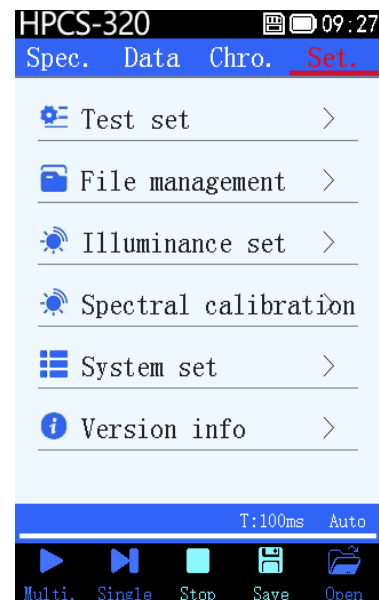 HPCS-320 09:27
Spec. Data Chro. Set.
Test set
File management
Illuminance set
Spectral calibration
System set
Version info
T:100ms Auto
Multi. Single Stop Save Open